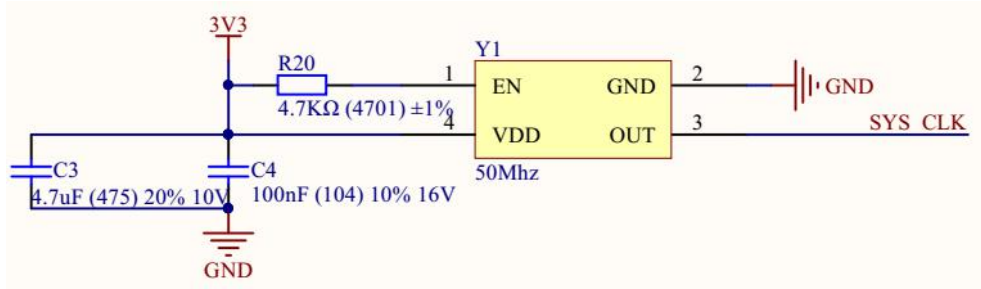 3V3
Y1
R20
1
EN
GND
2
GND
4.7KΩ (4701) ±1%
4
VDD
OUT
3
SYS_CLK
50Mhz
C3
C4
4.7uF (475) 20% 10V
100nF (104) 10% 16V
GND